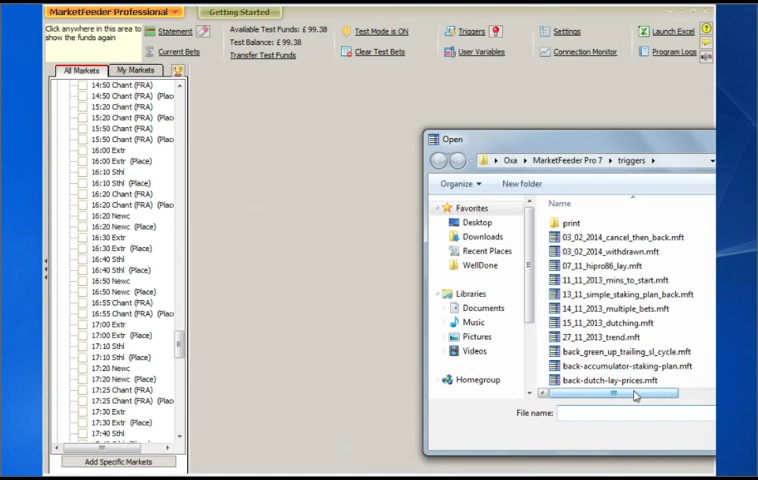 MarketFeeder Professional
Getting Started
Click anywhere in this area to
show the funds again
Statement
Current Bets
Available Test Funds: £ 99.38
Test Balance: £ 99.38
Transfer Test Funds
Test Mode is ON
Clear Test Bets
Triggers
User Variables
Settings
Connection Monitor
Launch Excel
Program Logs
All Markets
My Markets
14:50 Chant (FRA)
14:50 Chant (FRA) (Place
15:20 Chant (FRA)
15:20 Chant (FRA) (Place
15:50 Chant (FRA)
15:50 Chant (FRA) (Place
16:00 Extr
16:00 Extr (Place)
16:10 Sthl
16:10 Sthl (Place)
16:20 Chant (FRA)
16:20 Chant (FRA) (Place
16:20 Newc
16:20 Newc (Place)
16:30 Extr
16:30 Extr (Place)
16:40 Sthl
16:40 Sthl (Place)
16:50 Newc
16:50 Newc (Place)
16:55 Chant (FRA)
16:55 Chant (FRA) (Place
17:00 Extr
17:00 Extr (Place)
17:10 Sthl
17:10 Sthl (Place)
17:20 Newc
17:20 Newc (Place)
17:25 Chant (FRA)
17:25 Chant (FRA) (Place
17:30 Extr
17:30 Extr (Place)
17:40 Sthl
Add Specific Markets
Open
Oxa
MarketFeeder Pro 7
triggers
Organize
New folder
Favorites
Desktop
Downloads
Recent Places
WellDone
Libraries
Documents
Music
Pictures
Videos
Homegroup
Name
print
03_02_2014_cancel_then_back.mft
03_02_2014_withdrawn.mft
07_11_hipro86_lay.mft
11_11_2013_mins_to_start.mft
13_11_simple_staking_plan_back.mft
14_11_2013_multiple_bets.mft
15_11_2013_dutching.mft
27_11_2013_trend.mft
back_green_up_trailing_sl_cycle.mft
back-accumulator-staking-plan.mft
back-dutch-lay-prices.mft
File name: